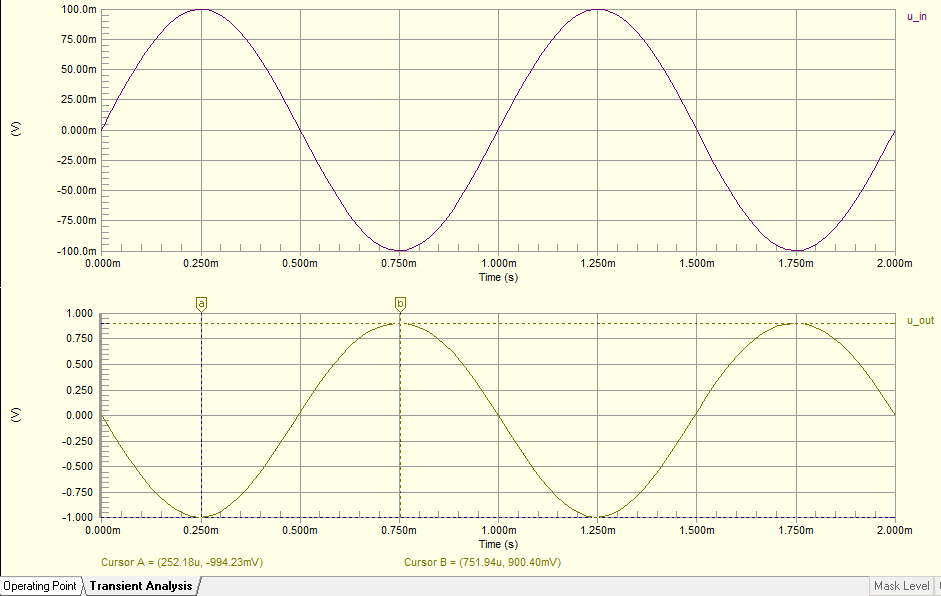 100.0m
u_in
75.00m
50.00m
25.00m
0.000m
(V)
-25.00m
-50.00m
-75.00m
-100.0m
0.000m 0.250m 0.500m 0.750m 1.000m 1.250m 1.500m 1.750m 2.000m
Time (s)
a b
1.000
u_out
0.750
0.500
0.250
0.000
(V)
-0.250
-0.500
-0.750
-1.000
0.000m 0.250m 0.500m 0.750m 1.000m 1.250m 1.500m 1.750m 2.000m
Time (s)
Cursor A = (252.18u, -994.23mV) Cursor B = (751.94u, 900.40mV)
Operating Point Transient Analysis Mask Level